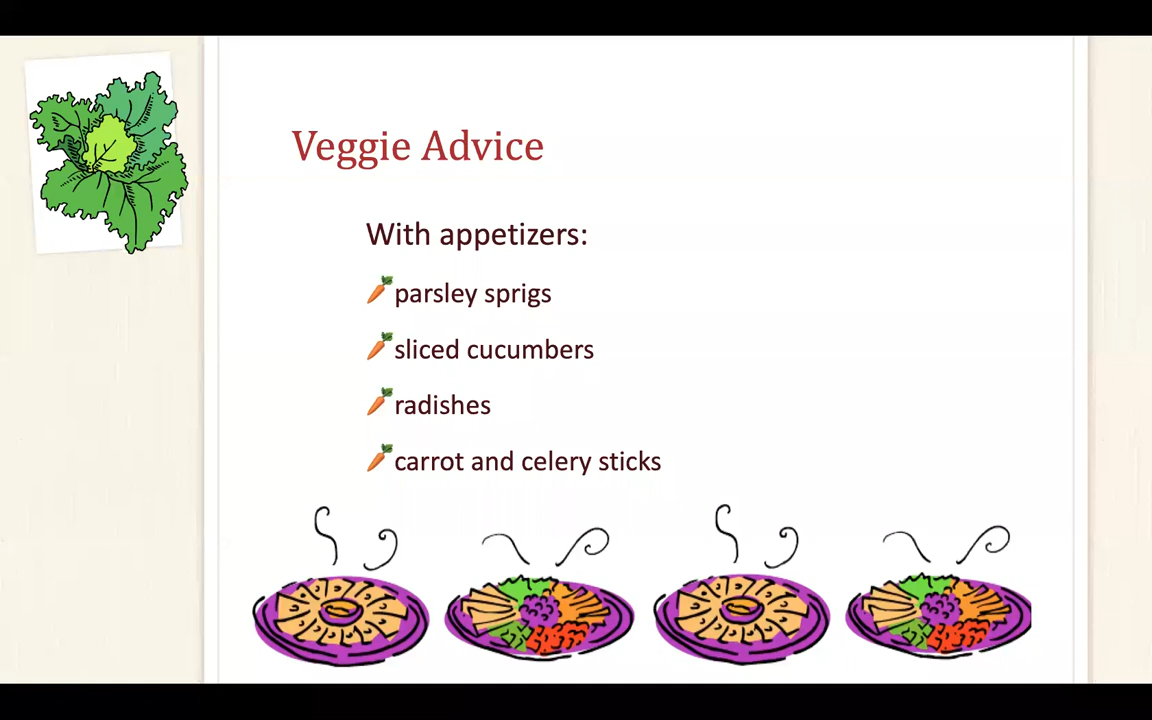 Veggie Advice
With appetizers:
parsley sprigs
sliced cucumbers
radishes
carrot and celery sticks